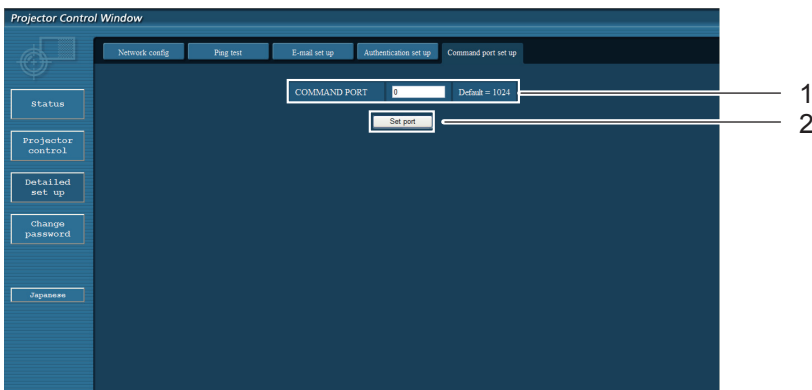 Projector Control Window
Network config Ping test E-mail set up Authentication set up Command port set up
COMMAND PORT 0 Default = 1024 1
Set port 2
Status
Projector
control
Detailed
set up
Change
password
Japanese